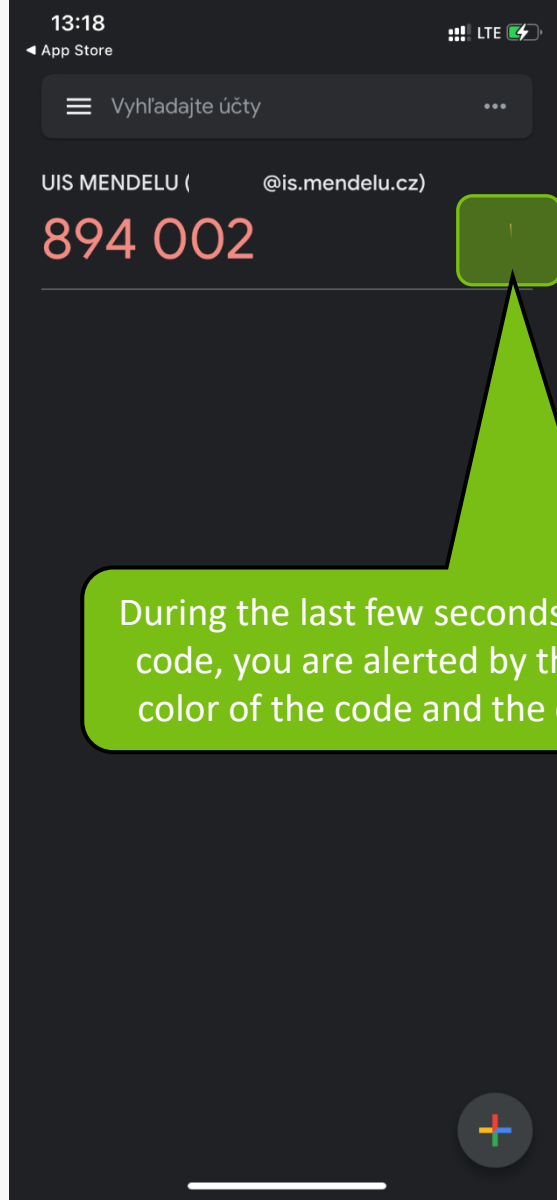 13:18
LTE
◀ App Store
Vyhľadajte účty
UIS MENDELU ( @is.mendelu.cz)
894 002
During the last few seconds
code, you are alerted by th
color of the code and the